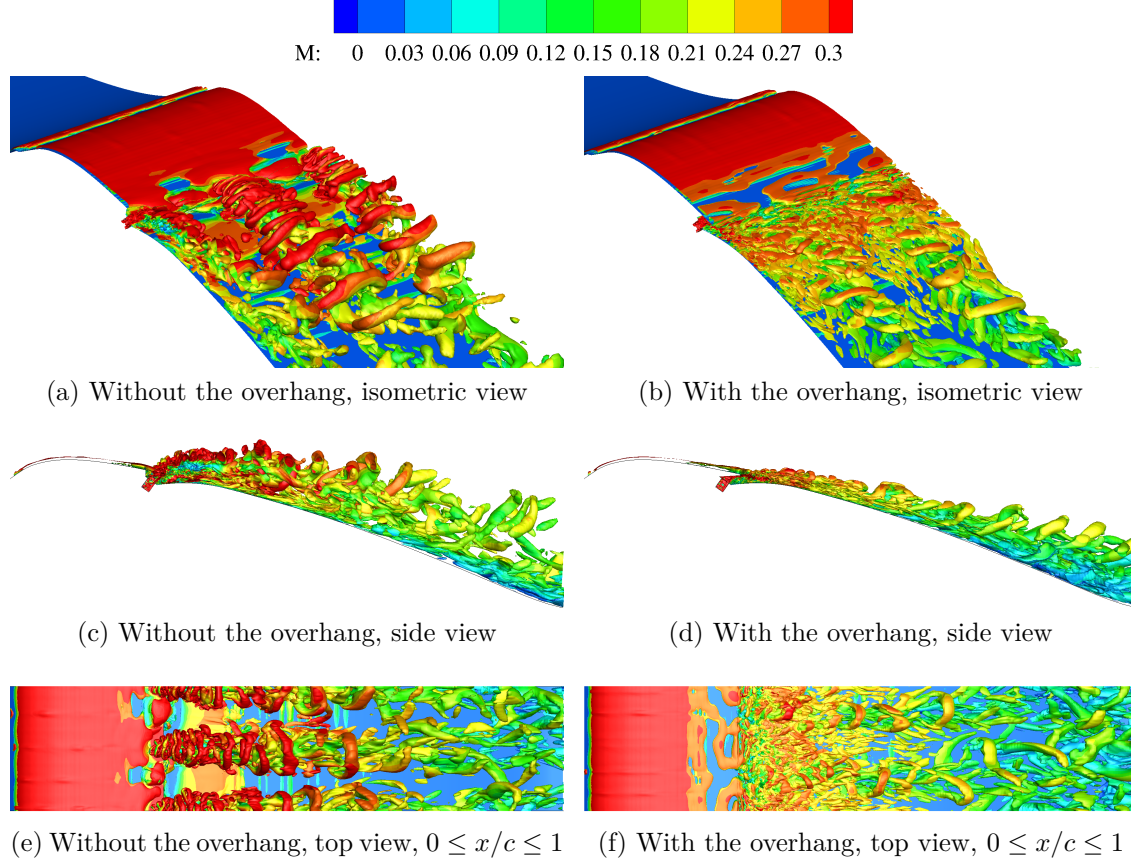 M: 0 0.03 0.06 0.09 0.12 0.15 0.18 0.21 0.24 0.27 0.3
(a) Without the overhang, isometric view
(b) With the overhang, isometric view
(c) Without the overhang, side view
(d) With the overhang, side view
(e) Without the overhang, top view, 0 ≤ x/c ≤ 1
(f) With the overhang, top view, 0 ≤ x/c ≤ 1